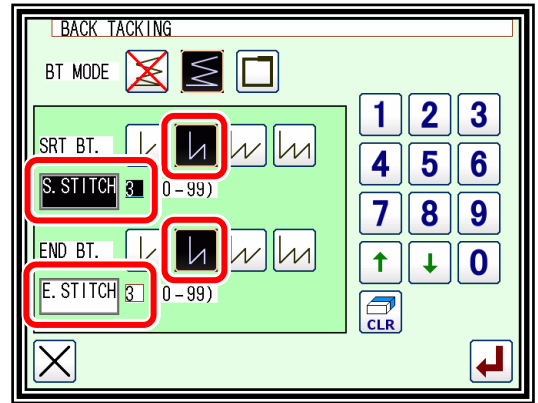 BACK TACKING
BT MODE
SRT BT.
S.STITCH 3 0-99)
END BT.
E.STITCH 3 0-99)
1 2 3
4 5 6
7 8 9
↑ ↓ 0
CLR